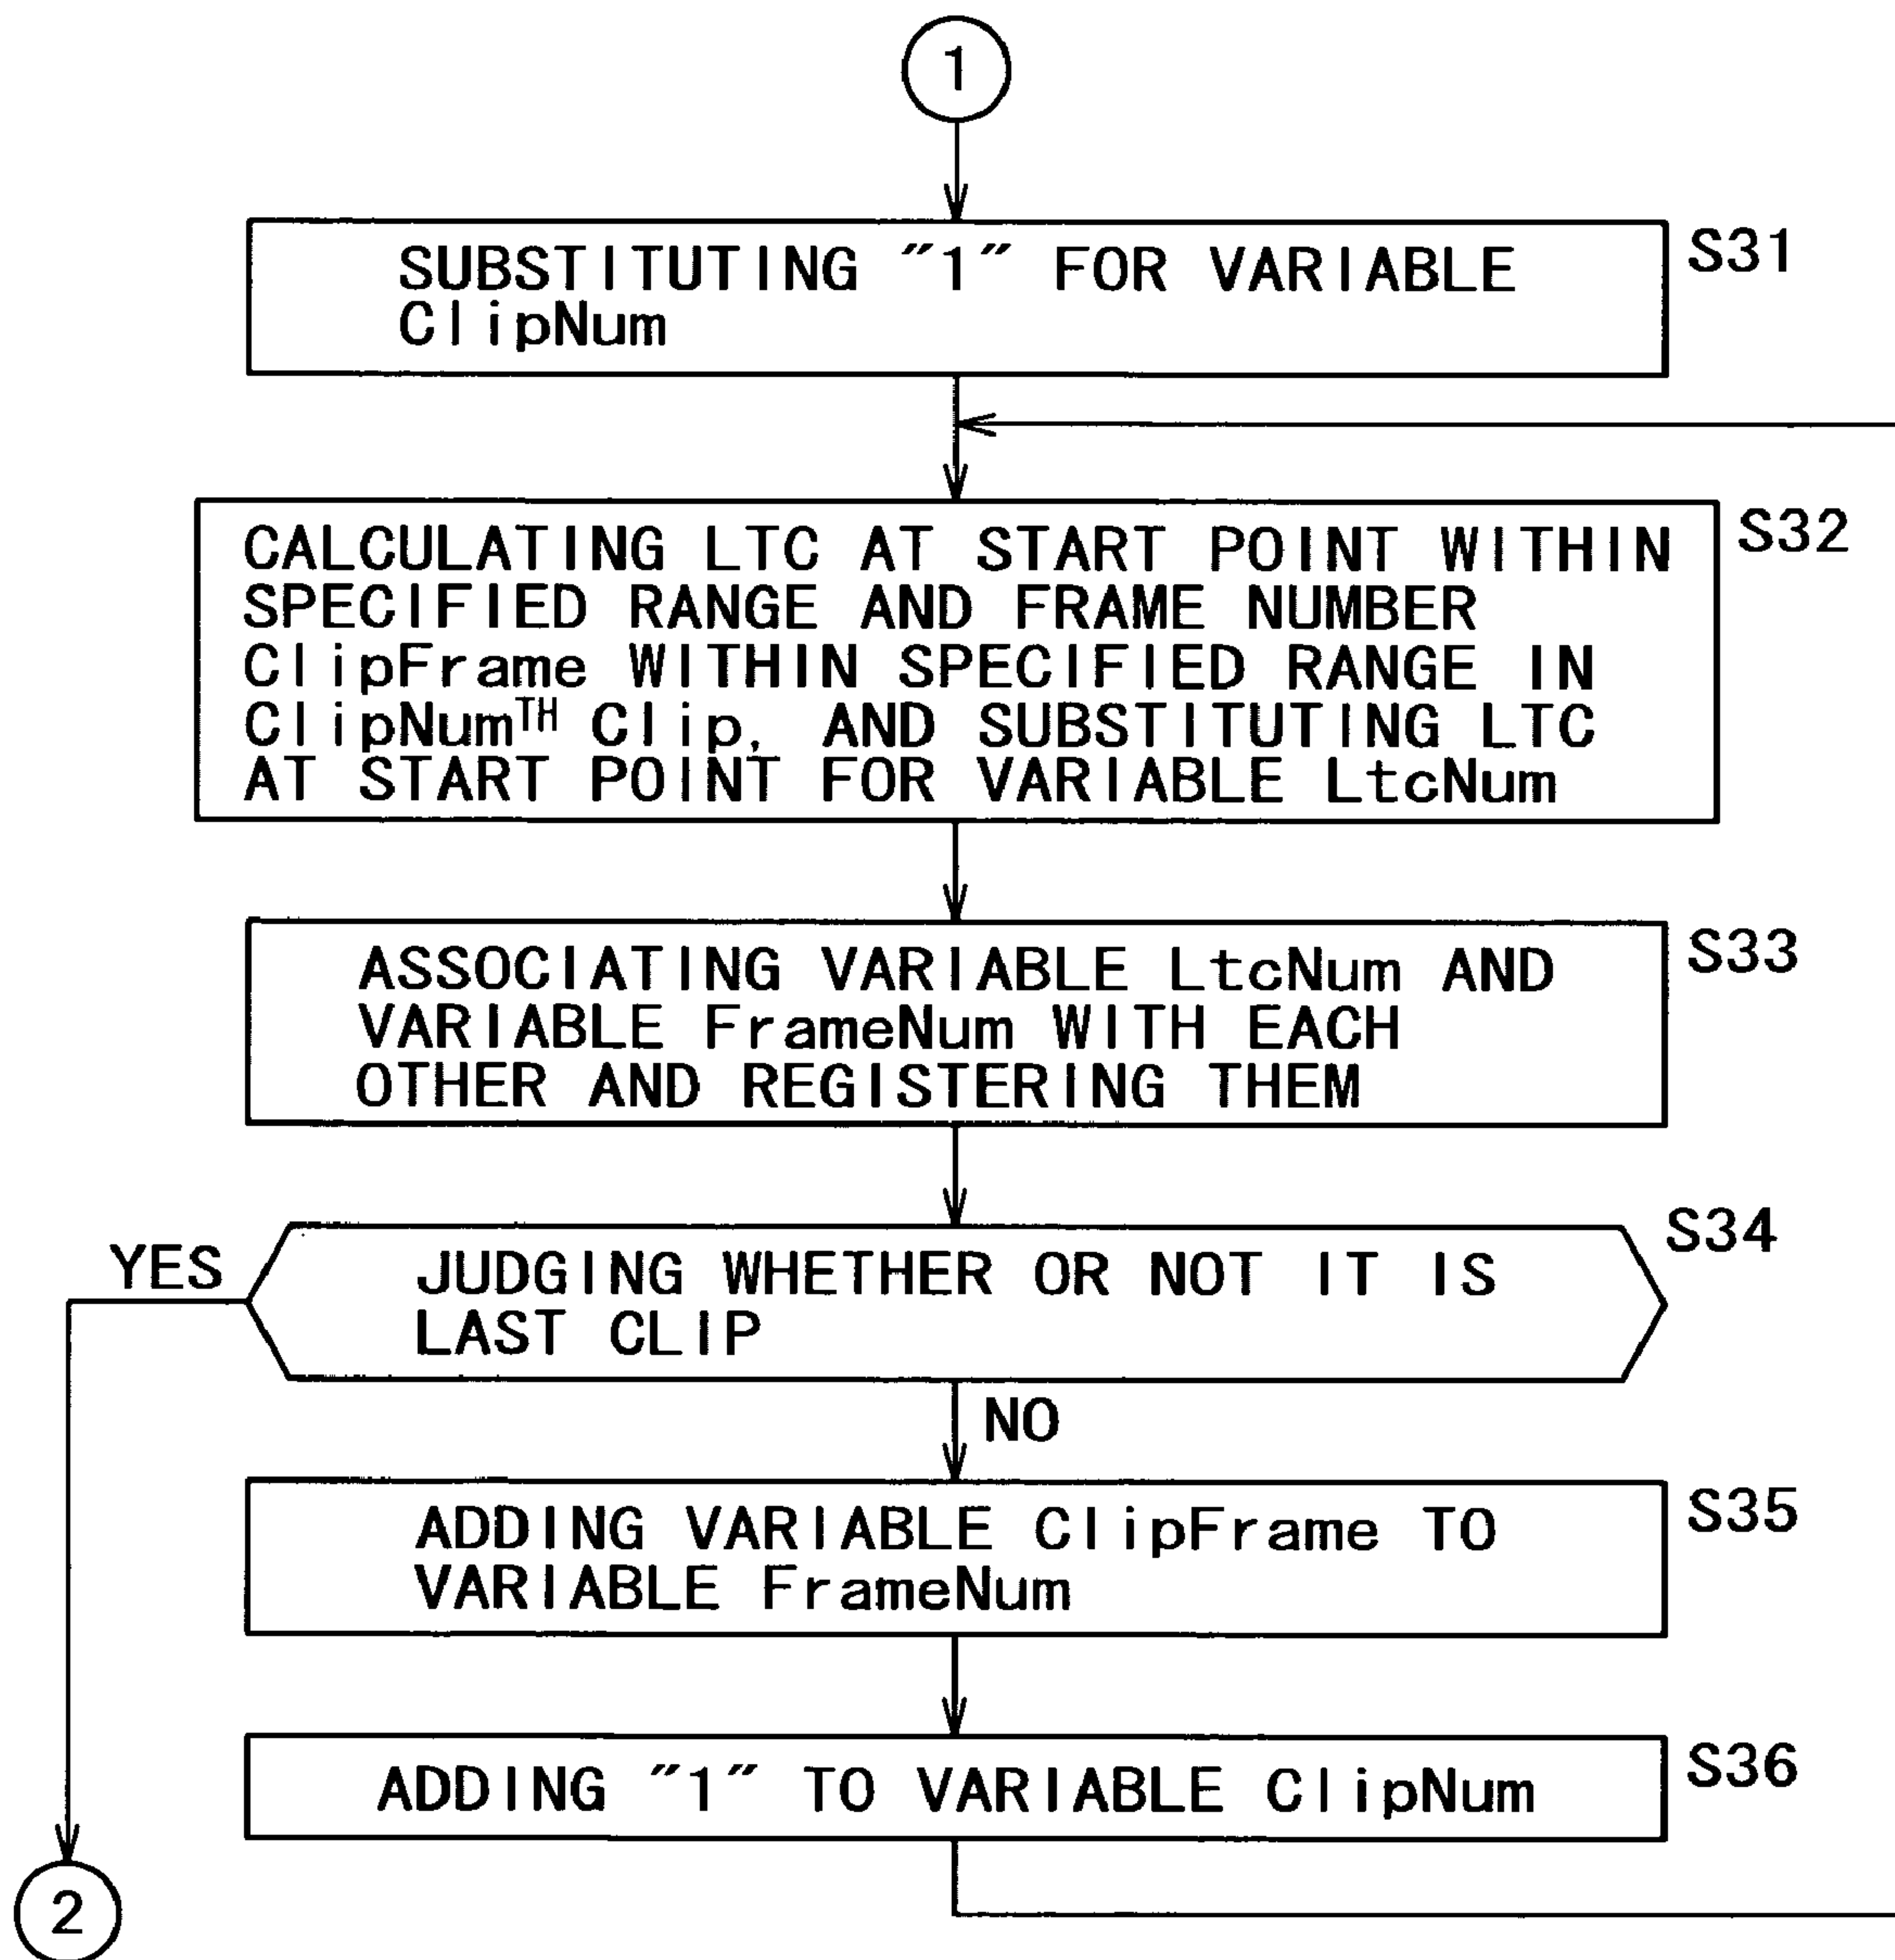 1
SUBSTITUTING "1" FOR VARIABLE
ClipNum
S31
CALCULATING LTC AT START POINT WITHIN
SPECIFIED RANGE AND FRAME NUMBER
ClipFrame WITHIN SPECIFIED RANGE IN
ClipNumTH Clip, AND SUBSTITUTING LTC
AT START POINT FOR VARIABLE LtcNum
S32
ASSOCIATING VARIABLE LtcNum AND
VARIABLE FrameNum WITH EACH
OTHER AND REGISTERING THEM
S33
JUDGING WHETHER OR NOT IT IS
LAST CLIP
S34
YES
NO
ADDING VARIABLE ClipFrame TO
VARIABLE FrameNum
S35
ADDING "1" TO VARIABLE ClipNum
S36
2